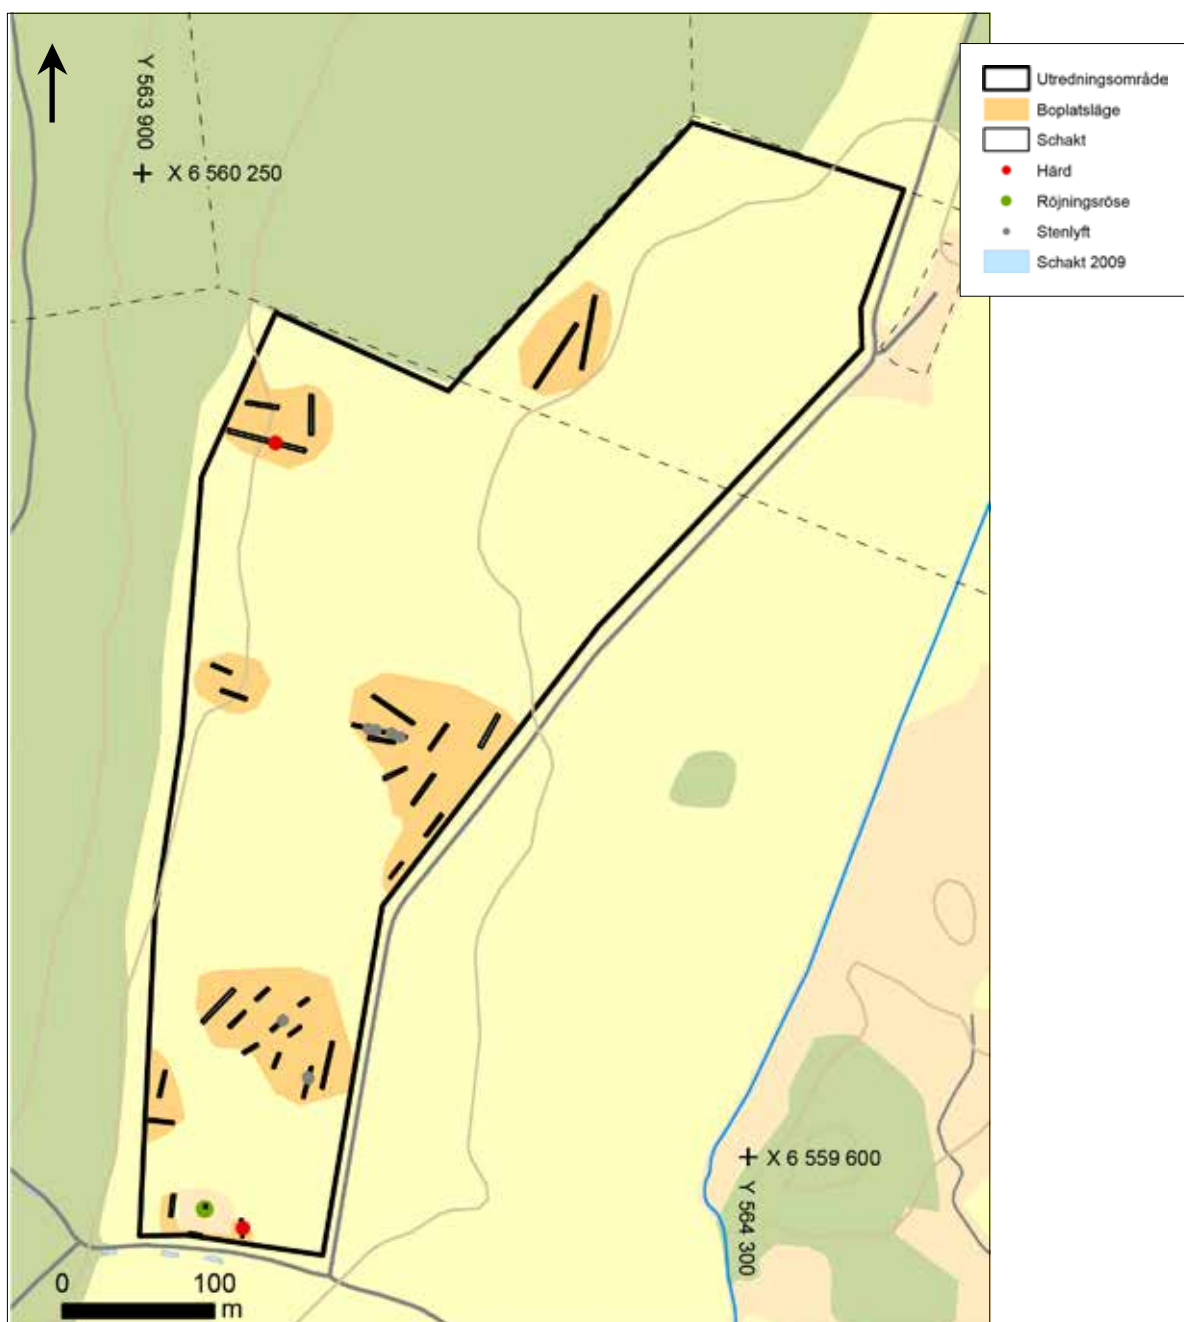 Y 563 900
X 6 560 250
Utredningsområde
Boplatsläge
Schakt
Härd
Röjningsröse
Stenlyft
Schakt 2009
X 6 559 600
Y 564 300
0 100
m